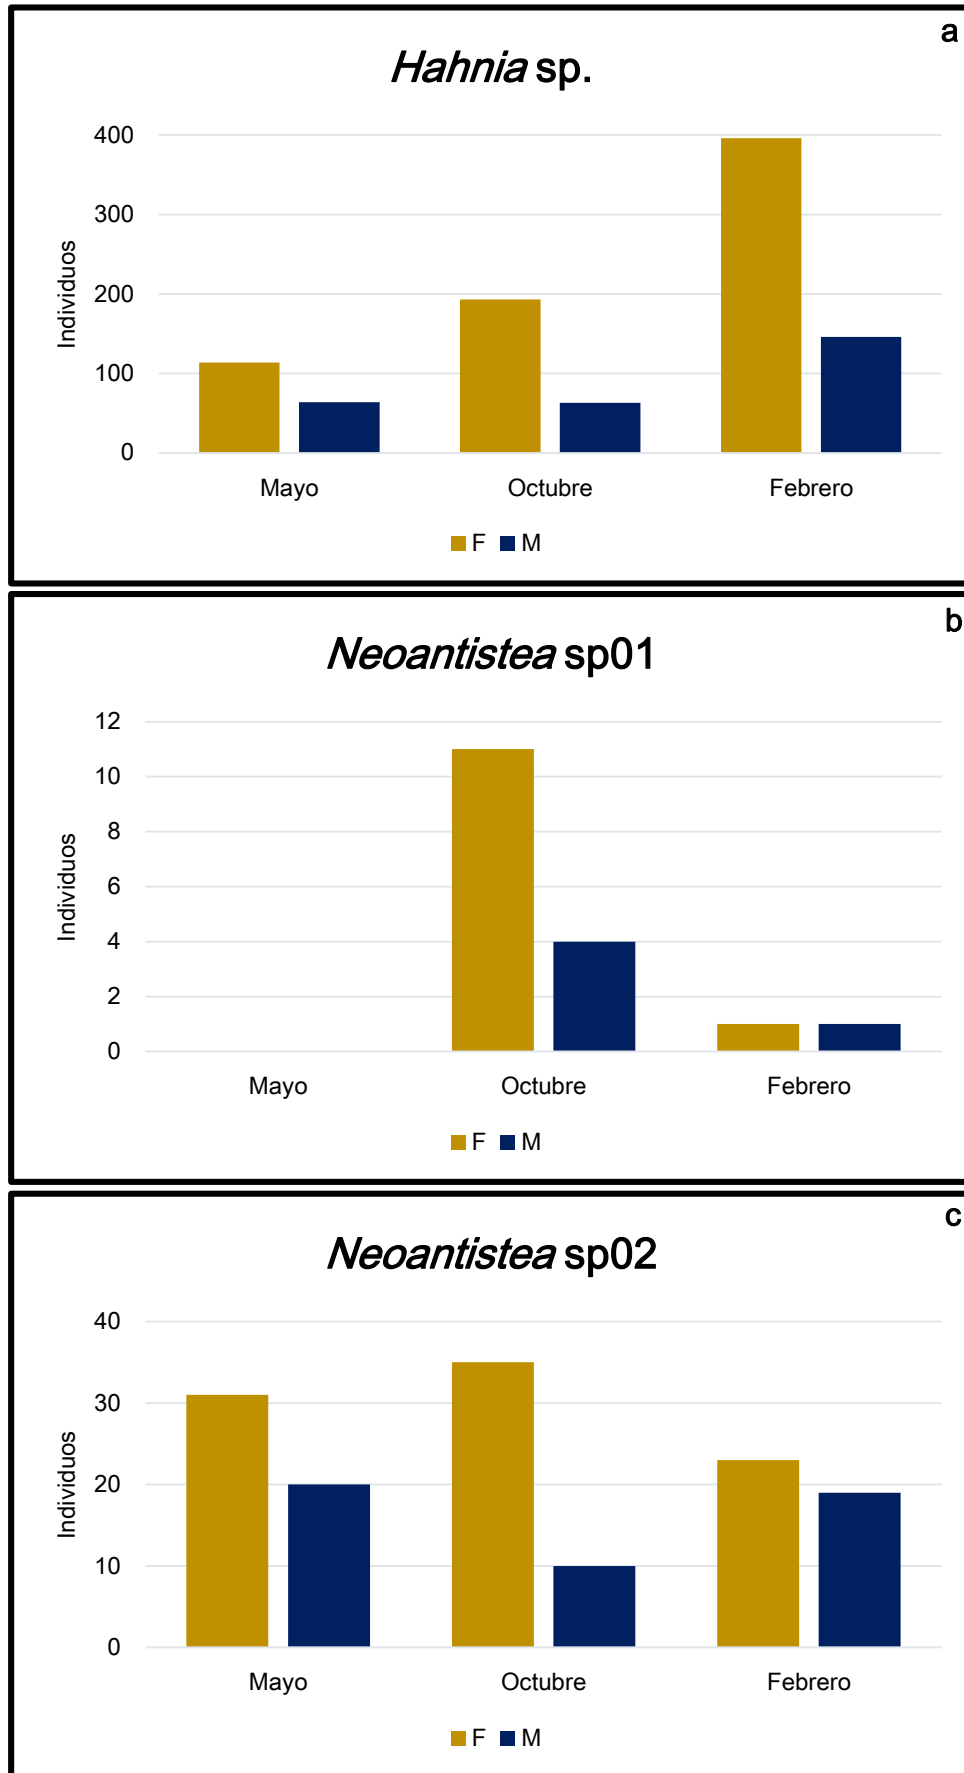 a
Hahnia sp.
400
300
200
100
0
Individuos
Mayo Octubre Febrero
F M
b
Neoantistea sp01
12
10
8
6
4
2
0
Individuos
Mayo Octubre Febrero
F M
c
Neoantistea sp02
40
30
20
10
0
Individuos
Mayo Octubre Febrero
F M